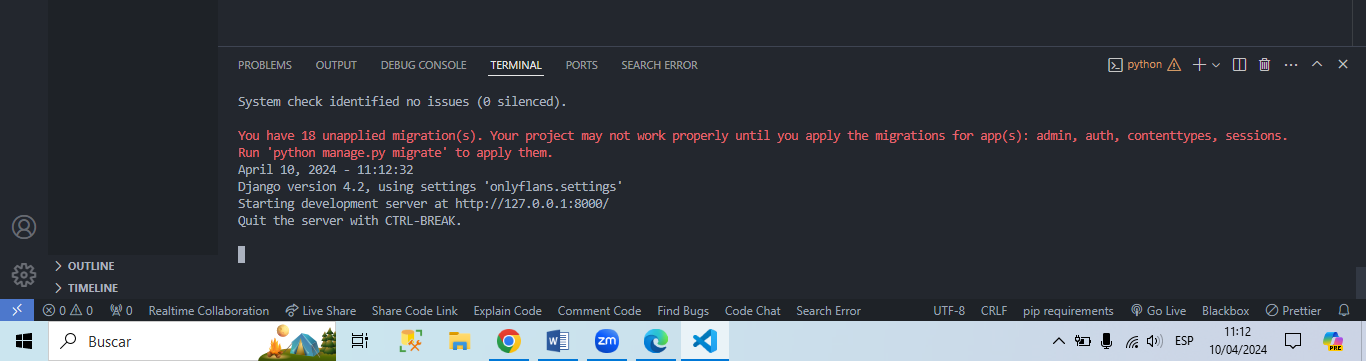 PROBLEMS OUTPUT DEBUG CONSOLE TERMINAL PORTS SEARCH ERROR
python
System check identified no issues (0 silenced).
You have 18 unapplied migration(s). Your project may not work properly until you apply the migrations for app(s): admin, auth, contenttypes, sessions.
Run 'python manage.py migrate' to apply them.
April 10, 2024 - 11:12:32
Django version 4.2, using settings 'onlyflans.settings'
Starting development server at http://127.0.0.1:8000/
Quit the server with CTRL-BREAK.
OUTLINE
TIMELINE
0 0 0 Realtime Collaboration Live Share Share Code Link Explain Code Comment Code Find Bugs Code Chat Search Error UTF-8 CRLF pip requirements Go Live Blackbox Prettier
Buscar
zm
ESP
11:12
10/04/2024
PRE